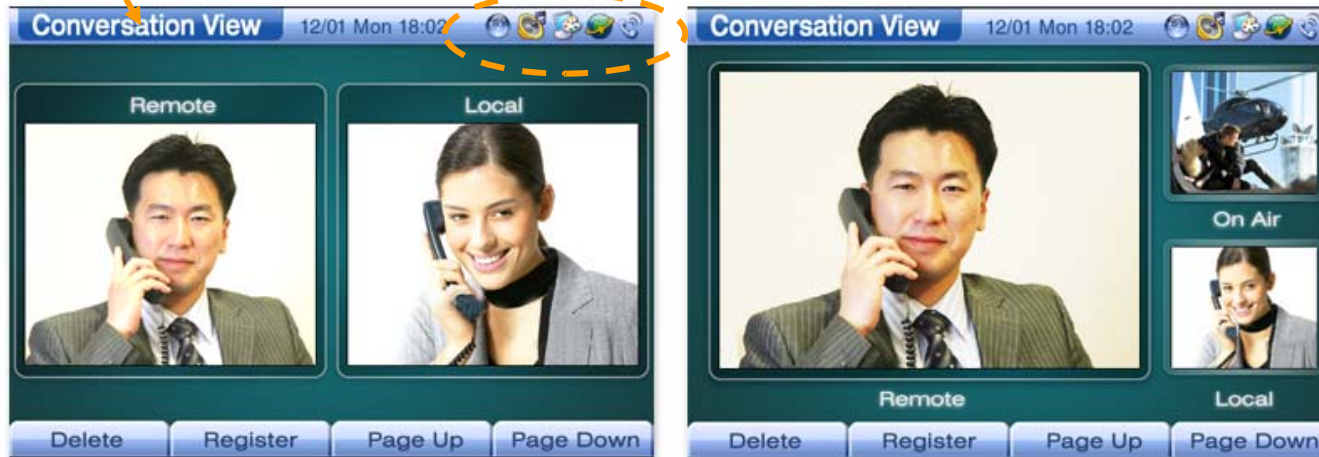 Conversation View 12/01 Mon 18:02
Remote Local
Delete Register Page Up Page Down
Conversation View 12/01 Mon 18:02
On Air
Remote Local
Delete Register Page Up Page Down